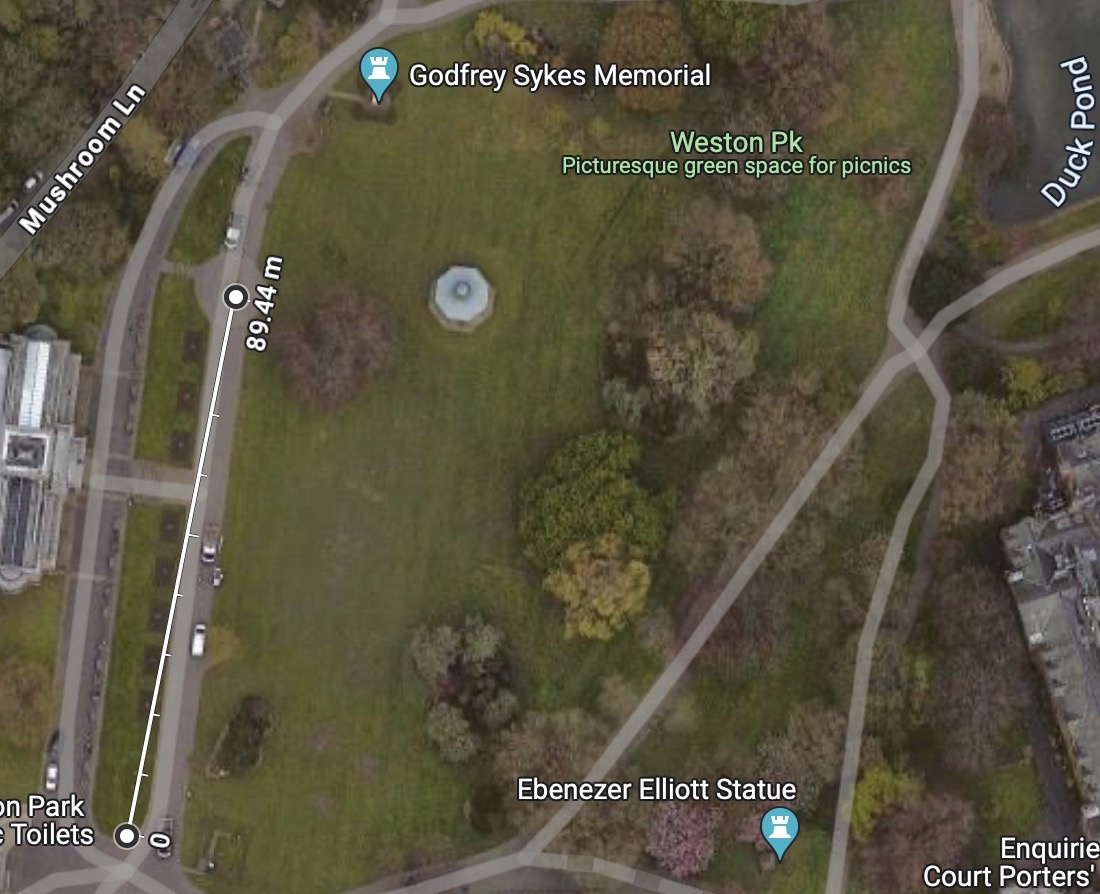 Godfrey Sykes Memorial
Weston Pk
Picturesque green space for picnics
Duck Pond
Mushroom Ln
89.44 m
Ebenezer Elliott Statue
on Park
c Toilets
0
Enquirie
Court Porters'